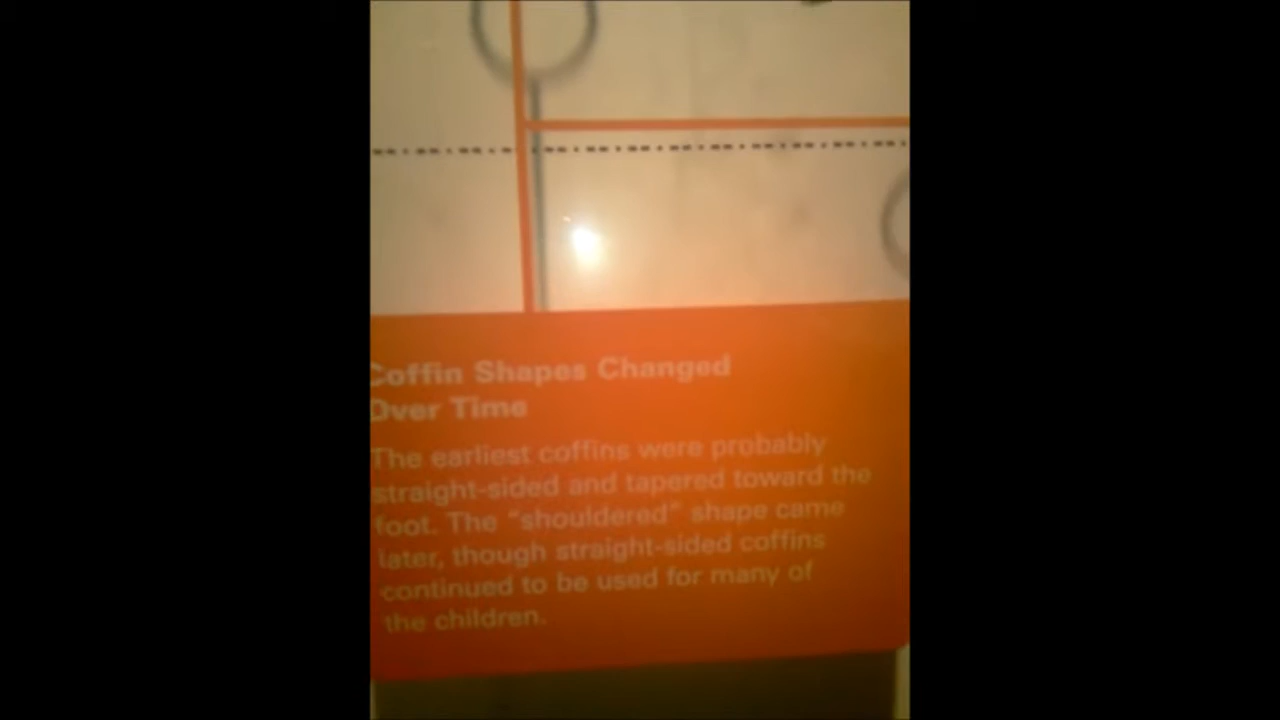 Coffin Shapes Changed
Over Time
The earliest coffins were probably
straight-sided and tapered toward the
foot. The “shouldered” shape came
later, though straight-sided coffins
continued to be used for many of
the children.